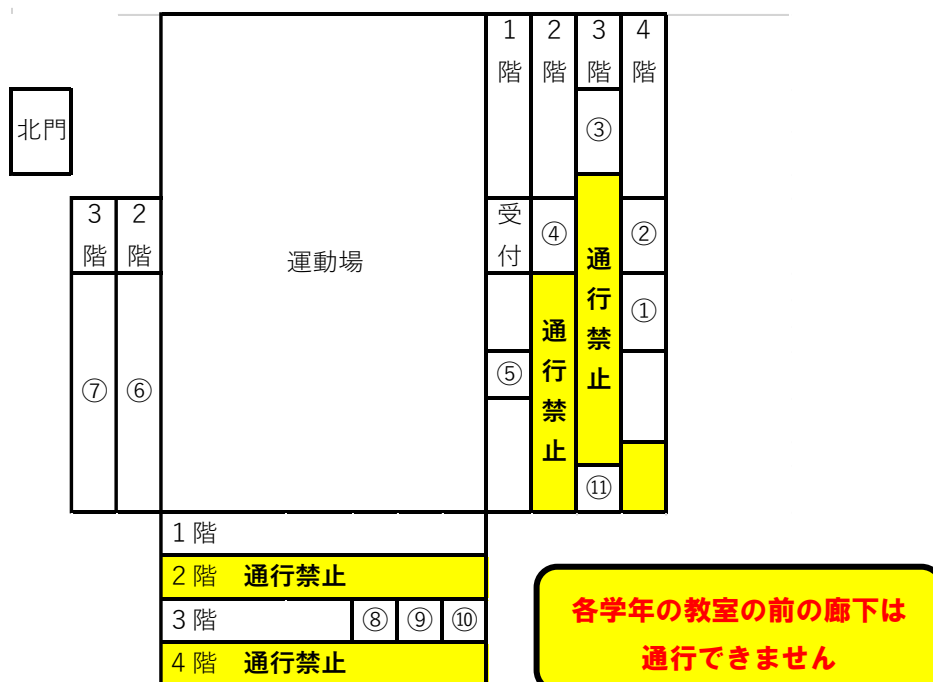 北門
3階
2階
運動場
1階
2階
3階
4階
③
受付
④
②
通行禁止
①
通行禁止
⑤
⑦
⑥
⑪
1階
2階 通行禁止
3階
⑧
⑨
⑩
4階 通行禁止
各学年の教室の前の廊下は
通行できません